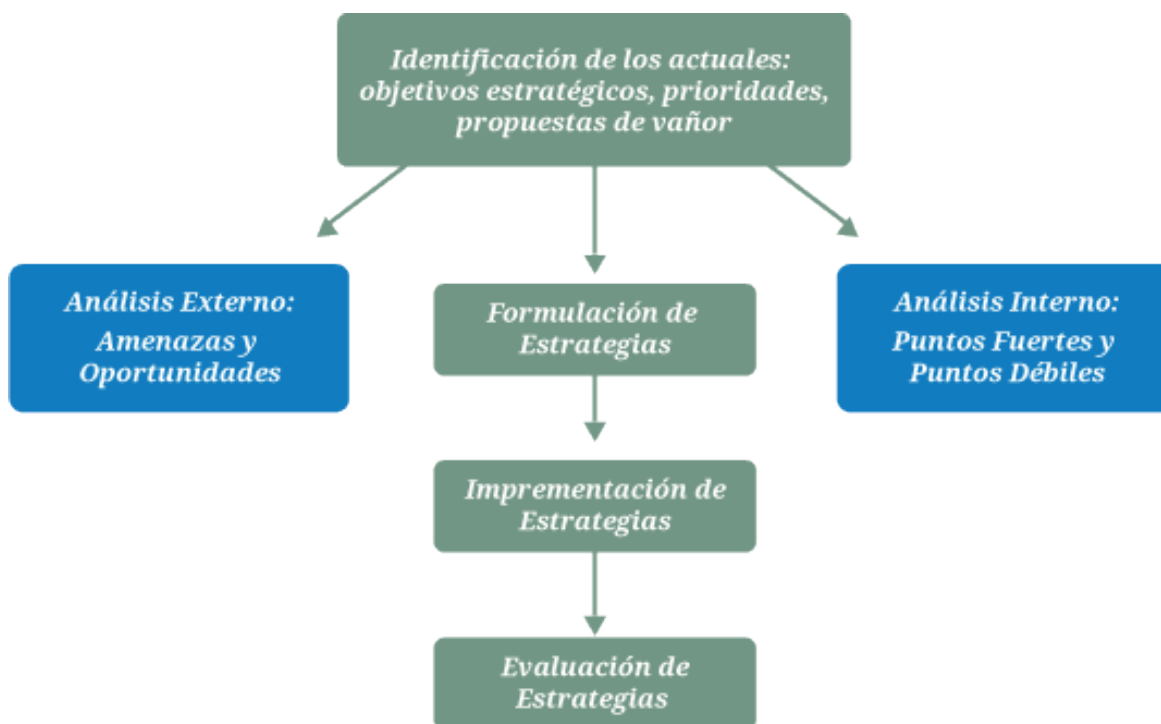 Identificación de los actuales:
objetivos estratégicos, prioridades,
propuestas de vañor
Análisis Externo:
Amenazas y
Oportunidades
Formulación de
Estrategias
Análisis Interno:
Puntos Fuertes y
Puntos Débiles
Imprementación de
Estrategias
Evaluación de
Estrategias